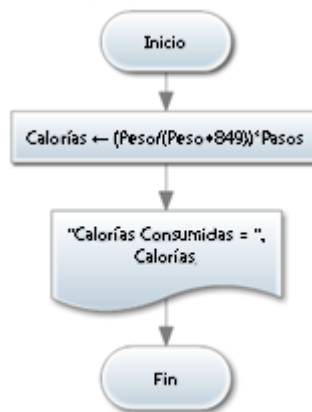 Inicio
Calorías ← (Peso/(Peso+849))*Pasos
"Calorías Consumidas = ",
Calorías
Fin